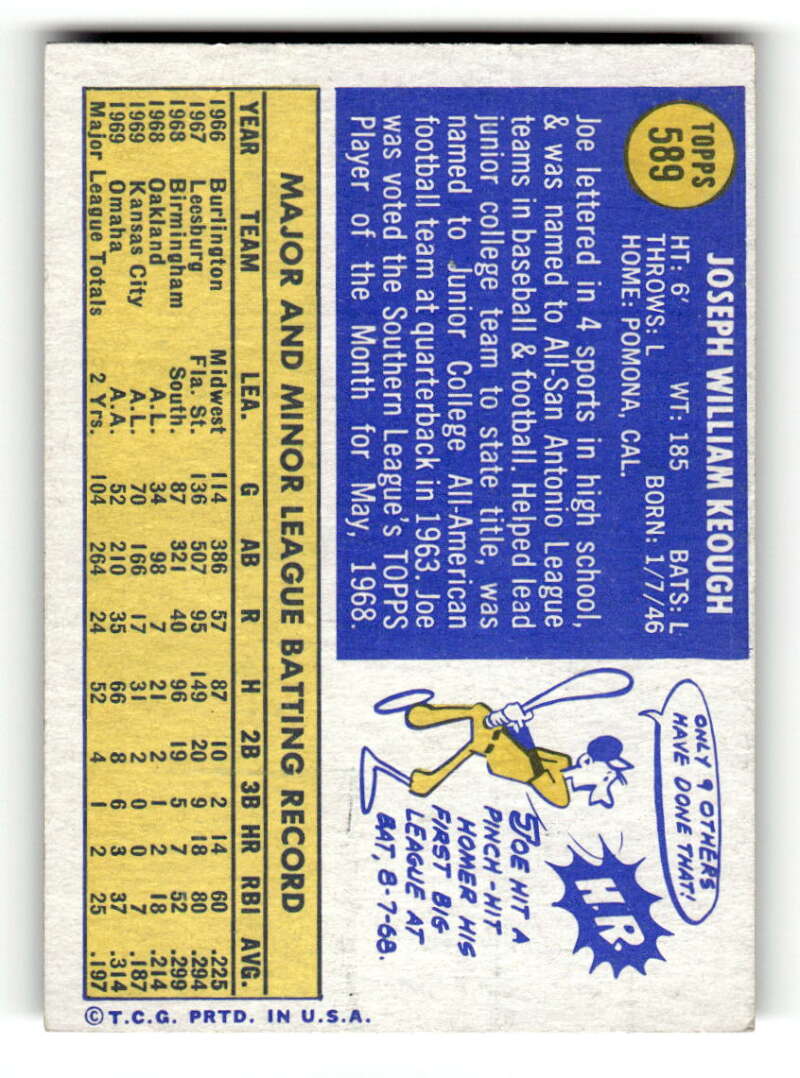 TOPPS
589
JOSEPH WILLIAM KEOUGH
HT: 6' WT: 185 BATS: L
THROWS: L BORN: 1/7/46
HOME: POMONA, CAL.
Joe lettered in 4 sports in high school,
& was named to All-San Antonio League
teams in baseball & football. Helped lead
junior college team to state title, was
named to Junior College All-American
football team at quarterback in 1963. Joe
was voted the Southern League's TOPPS
Player of the Month for May, 1968.
ONLY 9 OTHERS
HAVE DONE THAT!
H.R.
JOE HIT A
PINCH-HIT
HOMER HIS
FIRST BIG
LEAGUE AT
BAT, 8-7-68.
MAJOR AND MINOR LEAGUE BATTING RECORD
YEAR TEAM LEA. G AB R H 2B 3B HR RBI AVG.
1966 Burlington Midwest 114 386 57 87 10 2 14 60 .225
1967 Leesburg Fla. St. 136 507 95 149 20 9 18 80 .294
1968 Birmingham South. 87 321 40 96 19 5 7 52 .299
1968 Oakland A.L. 34 98 7 21 2 1 2 18 .214
1969 Kansas City A.L. 70 166 17 31 2 0 0 7 .187
1969 Omaha A.A. 52 210 35 66 8 6 3 37 .314
Major League Totals 2 Yrs. 104 264 24 52 4 1 2 25 .197
© T.C.G. PRTD. IN U.S.A.